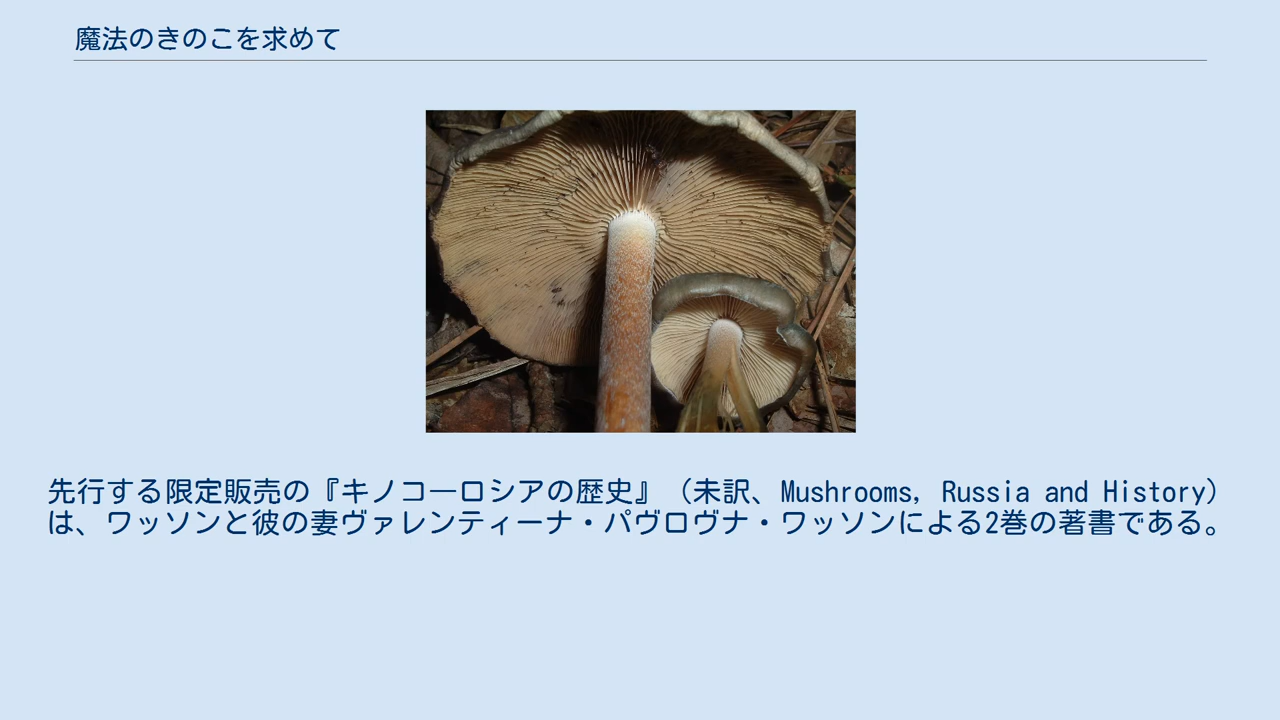 魔法のきのこを求めて
先行する限定販売の『キノコーロシアの歴史』（未訳、Mushrooms, Russia and History）
は、ワッソンと彼の妻ヴァレンティーナ・パヴロヴナ・ワッソンによる2巻の著書である。